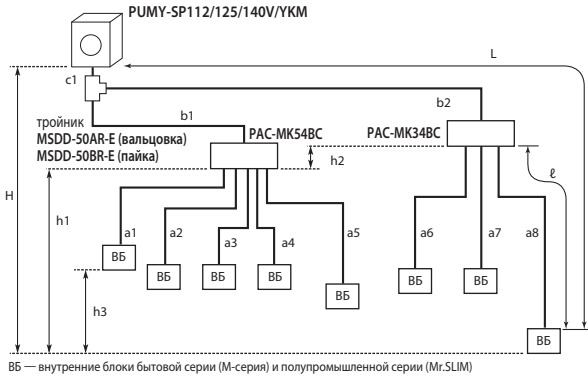 PUMY-SP112/125/140V/YKM
L
c1
b1
b2
тройник
MSDD-50AR-E (вальцовка)
MSDD-50BR-E (пайка)
PAC-MK54BC
PAC-MK34BC
h2
ℓ
H
h1
a1
a2
a3
a4
a5
a6
a7
a8
ВБ
ВБ
ВБ
ВБ
ВБ
ВБ
ВБ
h3
ВБ
ВБ — внутренние блоки бытовой серии (М-серия) и полупромышленной серии (Mr.SLIM)